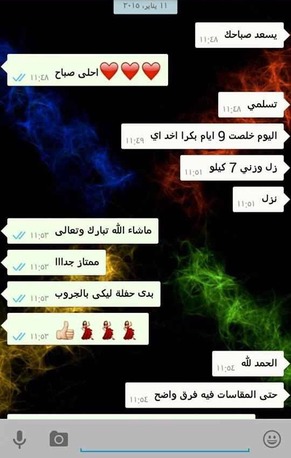 ١١ يناير، ٢٠١٥
يسعد صباحك ١١:٤٨
احلى صباح ❤❤❤ ١١:٤٨
تسلمي ١١:٤٨
اليوم خلصت 9 ايام بكرا اخد اي ١١:٤٩
زل وزني 7 كيلو ١١:٥١
نزل ١١:٥١
ماشاء الله تبارك وتعالى ١١:٥٣
ممتاز جدااا ١١:٥٣
بدى حفلة ليكى بالجروب ١١:٥٣
💃💃💃👍 ١١:٥٣
الحمد لله ١١:٥٤
حتى المقاسات فيه فرق واضح ١١:٥٤